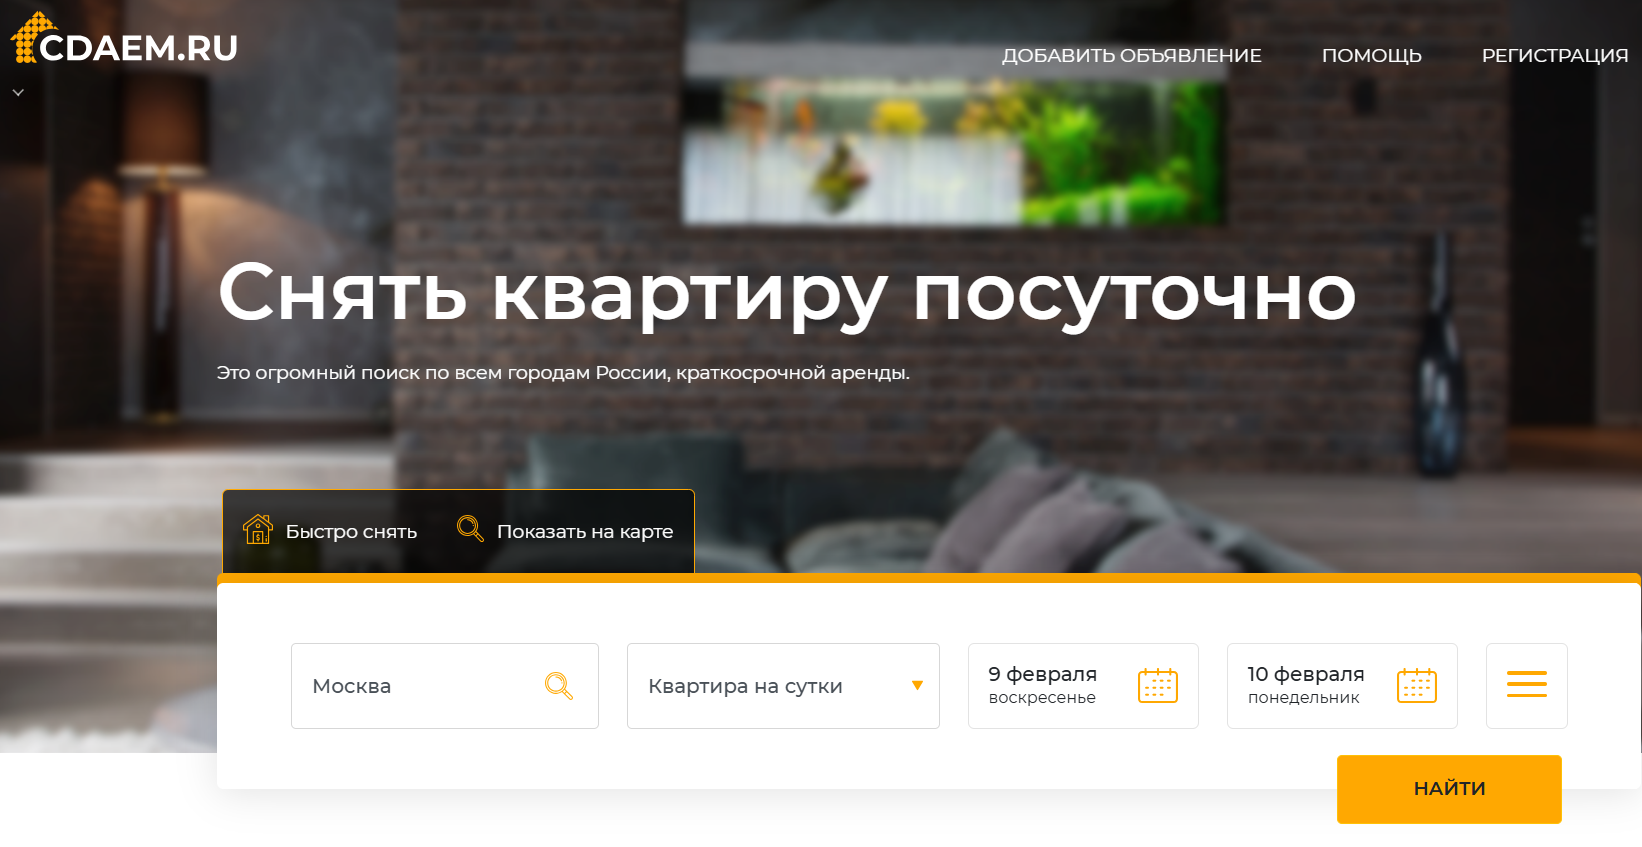 CDAEM.RU
ДОБАВИТЬ ОБЪЯВЛЕНИЕ
ПОМОЩЬ
РЕГИСТРАЦИЯ
Снять квартиру посуточно
Это огромный поиск по всем городам России, краткосрочной аренды.
Быстро снять
Показать на карте
Москва
Квартира на сутки
9 февраля
воскресенье
10 февраля
понедельник
НАЙТИ